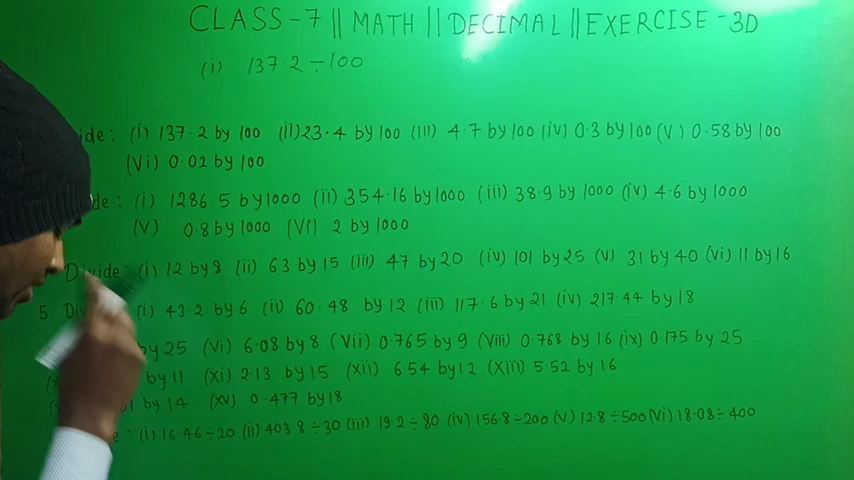 CLASS-7 || MATH || DECIMAL || EXERCISE-3D
(i) 137.2 ÷ 100
ide: (i) 137.2 by 100 (ii) 23.4 by 100 (iii) 4.7 by 100 (iv) 0.3 by 100 (v) 0.58 by 100
(vi) 0.02 by 100
de: (i) 1286.5 by 1000 (ii) 354.16 by 1000 (iii) 38.9 by 1000 (iv) 4.6 by 1000
(v) 0.8 by 1000 (vi) 2 by 1000
Divide: (i) 12 by 8 (ii) 63 by 15 (iii) 47 by 20 (iv) 101 by 25 (v) 31 by 40 (vi) 11 by 16
5. Di (i) 43.2 by 6 (ii) 60.48 by 12 (iii) 117.6 by 21 (iv) 217.44 by 18
by 25 (vi) 6.08 by 8 (vii) 0.765 by 9 (viii) 0.768 by 16 (ix) 0.175 by 25
by 11 (xi) 2.13 by 15 (xii) 6.54 by 12 (xiii) 5.52 by 16
by 14 (xv) 0.477 by 18
e: (i) 16.46÷20 (ii) 403.8÷30 (iii) 19.2÷80 (iv) 156.8÷200 (v) 12.8÷500 (vi) 18.08÷400